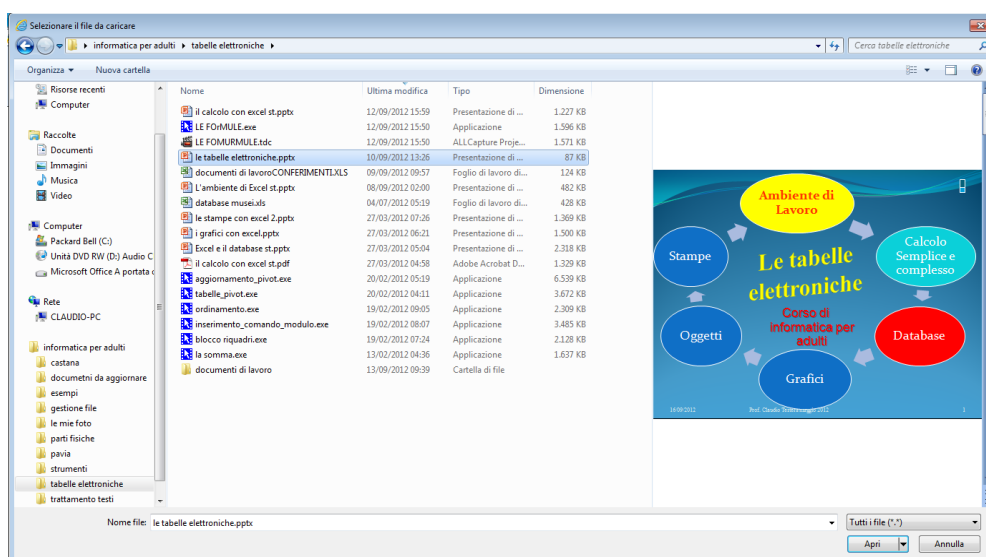 Selezionare il file da caricare
informatica per adulti ▸ tabelle elettroniche ▸
Cerca tabelle elettroniche
Organizza
Nuova cartella
Risorse recenti
Computer
Raccolte
Documenti
Immagini
Musica
Video
Computer
Packard Bell (C:)
Unità DVD RW (D:) Audio C
Microsoft Office A portata
Rete
CLAUDIO-PC
informatica per adulti
castana
documetni da aggiornare
esempi
gestione file
le mie foto
parti fisiche
pavia
strumenti
tabelle elettroniche
trattamento testi
Nome Ultima modifica Tipo Dimensione
il calcolo con excel st.pptx 12/09/2012 15:59 Presentazione di ... 1.227 KB
LE FOrMULE.exe 12/09/2012 15:50 Applicazione 1.596 KB
LE FOMURMULE.tdc 12/09/2012 15:50 ALLCapture Proje... 1.571 KB
le tabelle elettroniche.pptx 10/09/2012 13:26 Presentazione di ... 87 KB
documenti di lavoroCONFERIMENTI.XLS 09/09/2012 09:57 Foglio di lavoro di... 124 KB
L'ambiente di Excel st.pptx 08/09/2012 02:00 Presentazione di ... 482 KB
database musei.xls 04/07/2012 05:19 Foglio di lavoro di... 428 KB
le stampe con excel 2.pptx 27/03/2012 07:26 Presentazione di ... 1.369 KB
i grafici con excel.pptx 27/03/2012 06:21 Presentazione di ... 1.500 KB
Excel e il database st.pptx 27/03/2012 05:04 Presentazione di ... 2.318 KB
il calcolo con excel st.pdf 27/03/2012 04:58 Adobe Acrobat D... 1.329 KB
aggiornamento_pivot.exe 20/02/2012 05:19 Applicazione 6.539 KB
tabelle_pivot.exe 20/02/2012 04:11 Applicazione 3.672 KB
ordinamento.exe 19/02/2012 09:05 Applicazione 2.309 KB
inserimento_comando_modulo.exe 19/02/2012 08:07 Applicazione 3.485 KB
blocco riquadri.exe 19/02/2012 07:24 Applicazione 2.128 KB
la somma.exe 13/02/2012 04:36 Applicazione 1.637 KB
documenti di lavoro 13/09/2012 09:39 Cartella di file
Ambiente di
Lavoro
Stampe
Calcolo
Semplice e
complesso
Le tabelle
elettroniche
Corso di
informatica per
adulti
Oggetti
Database
Grafici
16/09/2012
Prof. Claudio
2012
1
Nome file: le tabelle elettroniche.pptx
Tutti i file (*.*)
Apri
Annulla